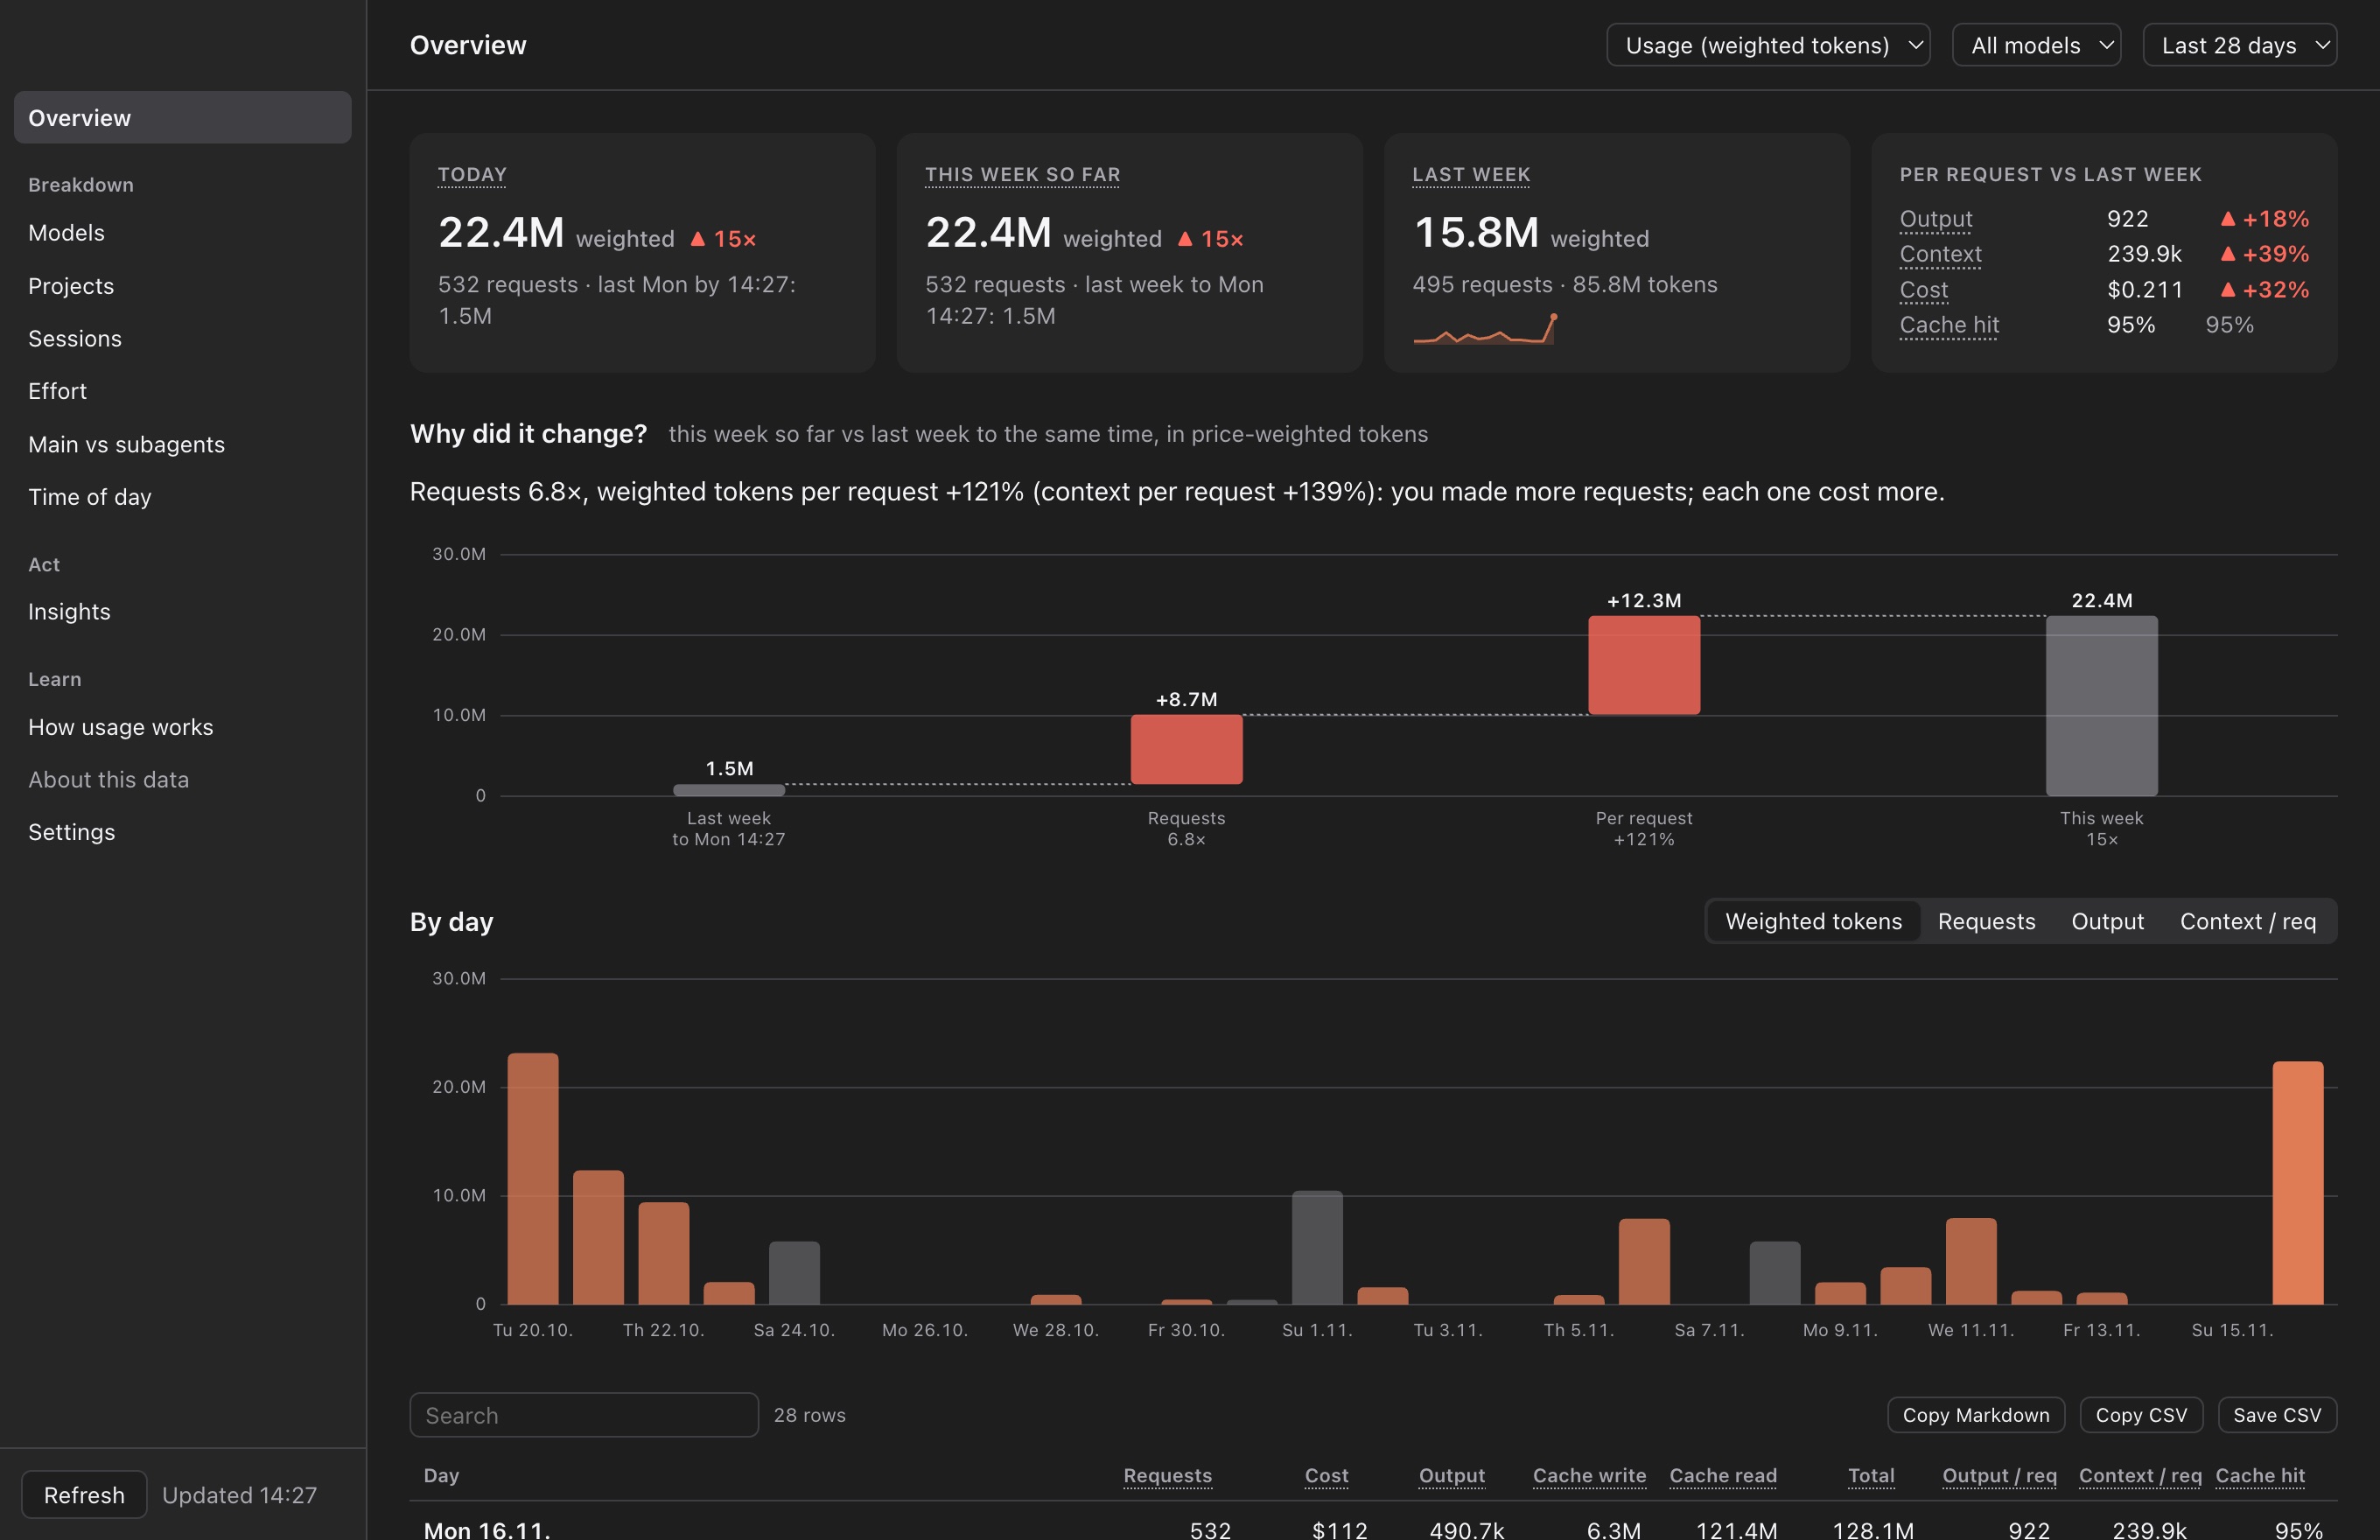 Overview
Breakdown
Models
Projects
Sessions
Effort
Main vs subagents
Time of day
Act
Insights
Learn
How usage works
About this data
Settings
Refresh Updated 14:27
Overview
Usage (weighted tokens) All models Last 28 days
TODAY
22.4M weighted ▲ 15×
532 requests · last Mon by 14:27:
1.5M
THIS WEEK SO FAR
22.4M weighted ▲ 15×
532 requests · last week to Mon
14:27: 1.5M
LAST WEEK
15.8M weighted
495 requests · 85.8M tokens
PER REQUEST VS LAST WEEK
Output 922 ▲ +18%
Context 239.9k ▲ +39%
Cost $0.211 ▲ +32%
Cache hit 95% 95%
Why did it change? this week so far vs last week to the same time, in price-weighted tokens
Requests 6.8×, weighted tokens per request +121% (context per request +139%): you made more requests; each one cost more.
30.0M
20.0M
10.0M
0
1.5M
+8.7M
+12.3M
22.4M
Last week
to Mon 14:27
Requests
6.8×
Per request
+121%
This week
15×
By day
Weighted tokens Requests Output Context / req
30.0M
20.0M
10.0M
0
Tu 20.10. Th 22.10. Sa 24.10. Mo 26.10. We 28.10. Fr 30.10. Su 1.11. Tu 3.11. Th 5.11. Sa 7.11. Mo 9.11. We 11.11. Fr 13.11. Su 15.11.
Search 28 rows Copy Markdown Copy CSV Save CSV
Day Requests Cost Output Cache write Cache read Total Output / req Context / req Cache hit
Mon 16.11. 532 $112 490.7k 6.3M 121.4M 128.1M 922 239.9k 95%